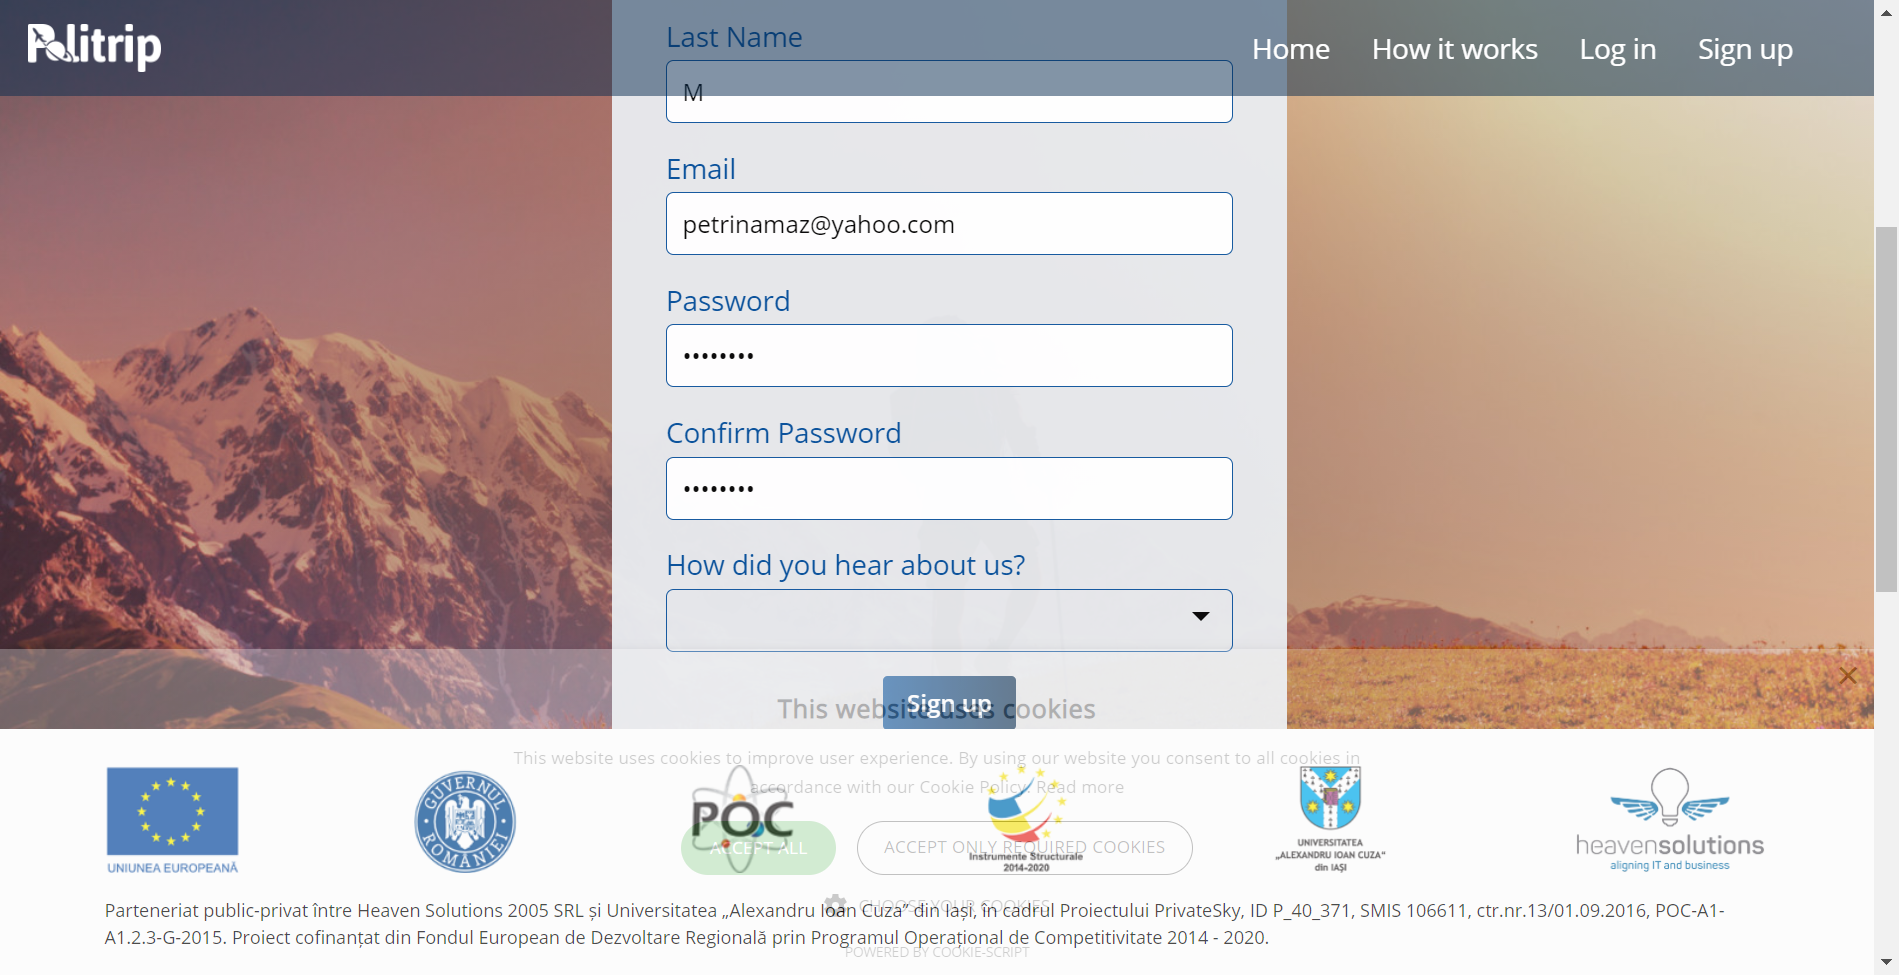 Politrip
Home How it works Log in Sign up
Last Name
M
Email
petrinamaz@yahoo.com
Password
••••••••
Confirm Password
••••••••
How did you hear about us?
Sign up
This website uses cookies
This website uses cookies to improve user experience. By using our website you consent to all cookies in
accordance with our Cookie Policy. Read more
ACCEPT ALL
ACCEPT ONLY REQUIRED COOKIES
CHOOSE YOUR COOKIES
POWERED BY COOKIE-SCRIPT
UNIUNEA EUROPEANĂ
GUVERNUL ROMÂNIEI
POC
Instrumente Structurale
2014-2020
UNIVERSITATEA
„ALEXANDRU IOAN CUZA”
din IAŞI
heavensolutions
aligning IT and business
Parteneriat public-privat între Heaven Solutions 2005 SRL și Universitatea „Alexandru Ioan Cuza” din Iași, în cadrul Proiectului PrivateSky, ID P_40_371, SMIS 106611, ctr.nr.13/01.09.2016, POC-A1-
A1.2.3-G-2015. Proiect cofinanțat din Fondul European de Dezvoltare Regională prin Programul Operațional de Competitivitate 2014 - 2020.